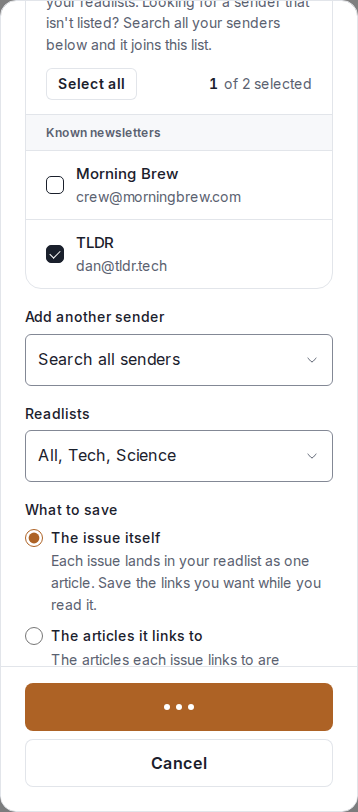 your readlists. Looking for a sender that
isn't listed? Search all your senders
below and it joins this list.
Select all
1 of 2 selected
Known newsletters
Morning Brew
crew@morningbrew.com
TLDR
dan@tldr.tech
Add another sender
Search all senders
Readlists
All, Tech, Science
What to save
The issue itself
Each issue lands in your readlist as one
article. Save the links you want while you
read it.
The articles it links to
The articles each issue links to are
Cancel